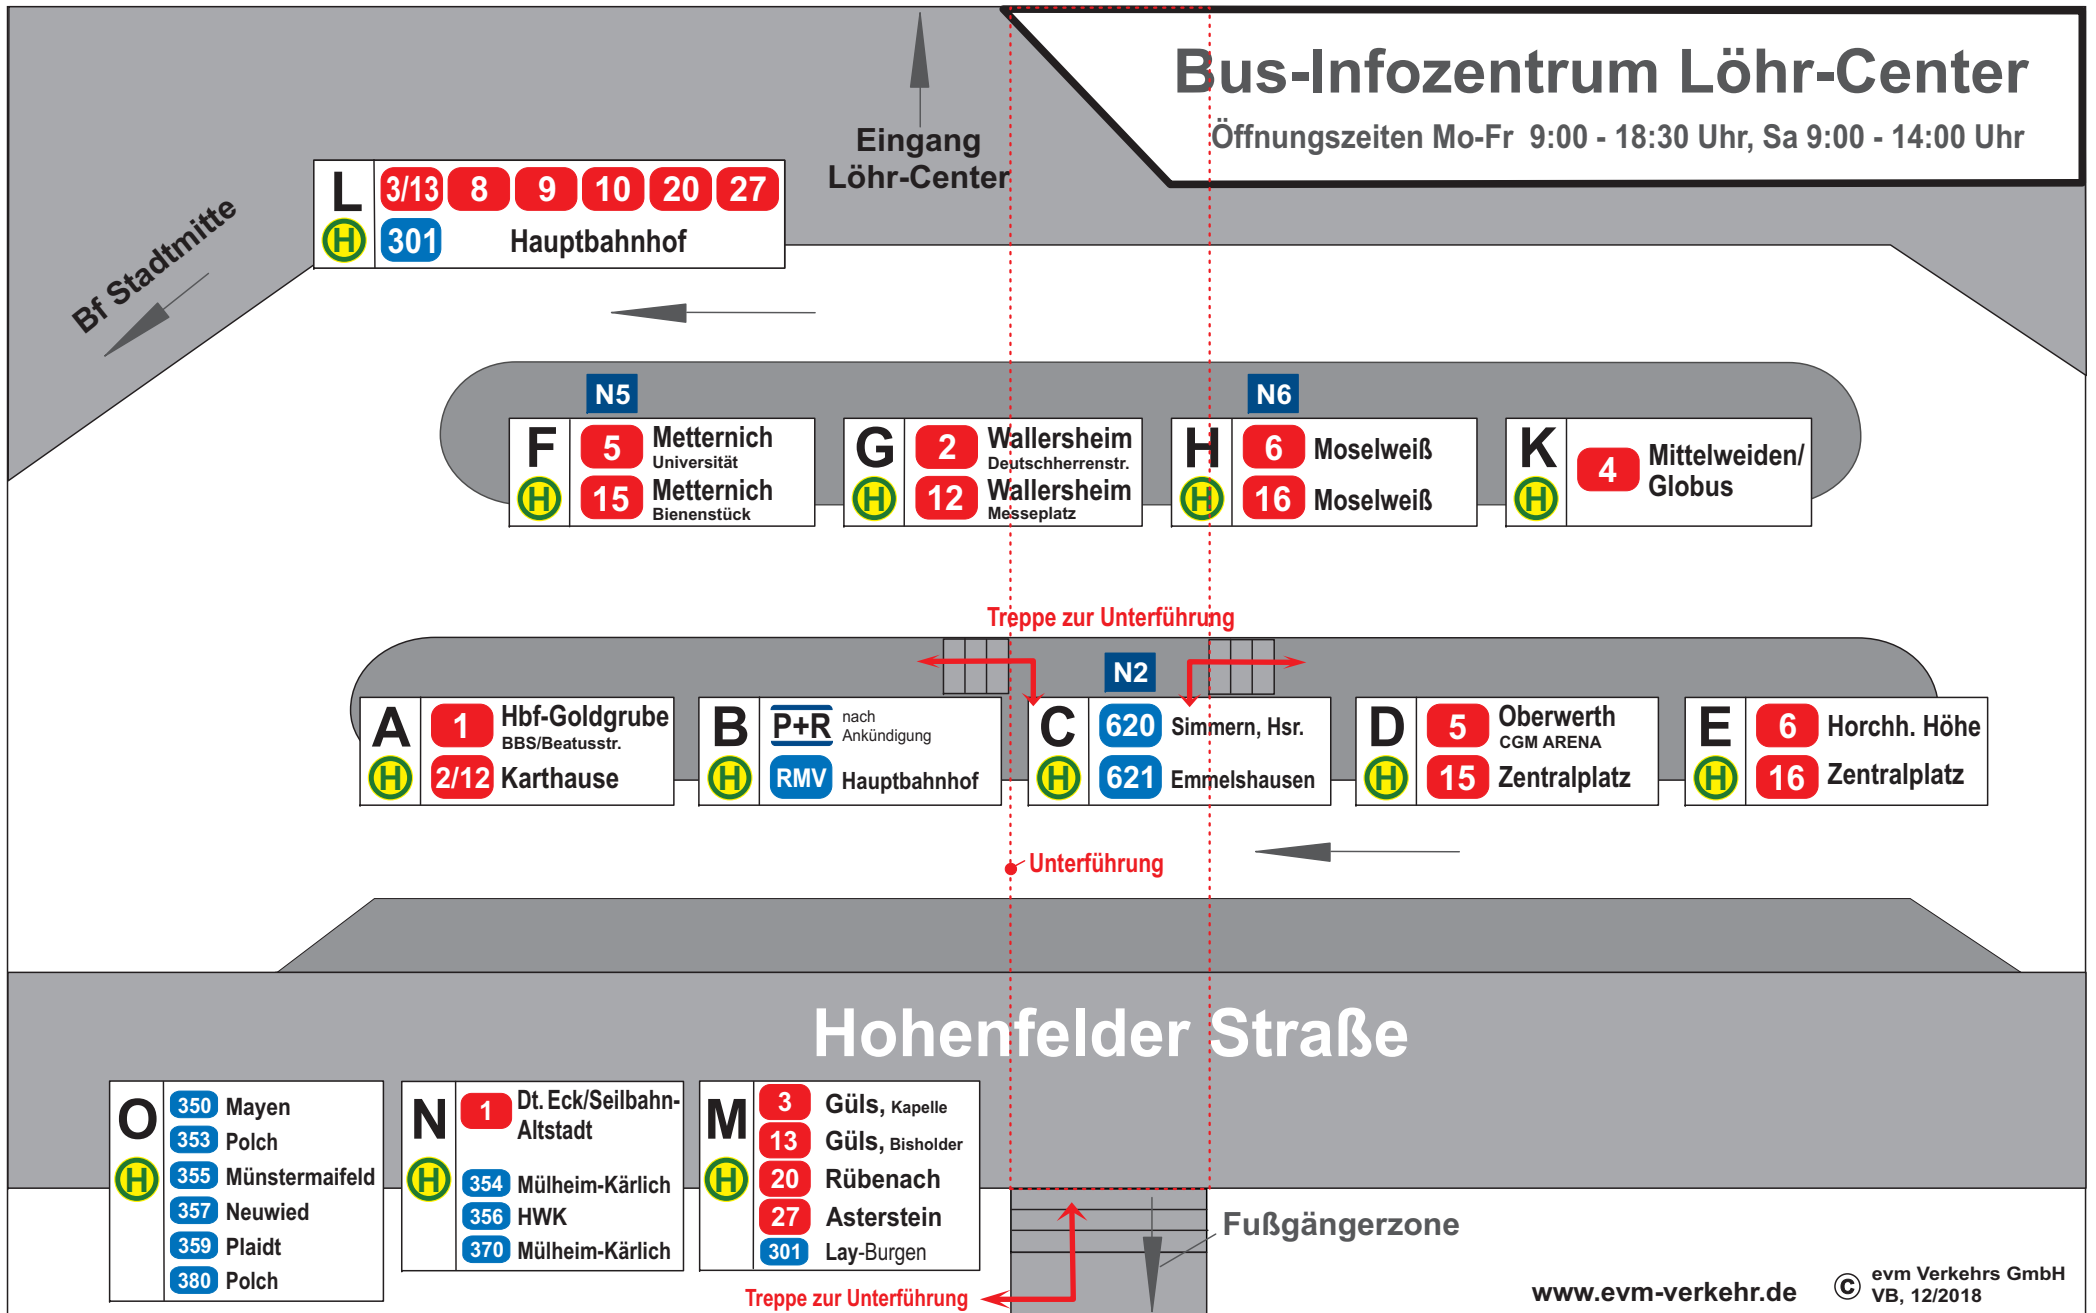 Bus-Infozentrum Löhr-Center
Öffnungszeiten Mo-Fr 9:00 - 18:30 Uhr, Sa 9:00 - 14:00 Uhr
Eingang
Löhr-Center
Bf Stadtmitte
L 3/13 8 9 10 20 27
H 301 Hauptbahnhof
N5
F 5 Metternich
Universität
H 15 Metternich
Bienenstück
G 2 Wallersheim
Deutschherrenstr.
H 12 Wallersheim
Messeplatz
N6
H 6 Moselweiß
H 16 Moselweiß
K 4 Mittelweiden/
H Globus
Treppe zur Unterführung
A 1 Hbf-Goldgrube
BBS/Beatusstr.
H 2/12 Karthause
B P+R nach
Ankündigung
H RMV Hauptbahnhof
N2
C 620 Simmern, Hsr.
H 621 Emmelshausen
D 5 Oberwerth
CGM ARENA
H 15 Zentralplatz
E 6 Horchh. Höhe
H 16 Zentralplatz
Unterführung
Hohenfelder Straße
O 350 Mayen
353 Polch
H 355 Münstermaifeld
357 Neuwied
359 Plaidt
380 Polch
N 1 Dt. Eck/Seilbahn-
Altstadt
H 354 Mülheim-Kärlich
356 HWK
370 Mülheim-Kärlich
M 3 Güls, Kapelle
13 Güls, Bisholder
H 20 Rübenach
27 Asterstein
301 Lay-Burgen
Fußgängerzone
Treppe zur Unterführung
www.evm-verkehr.de
© evm Verkehrs GmbH
VB, 12/2018